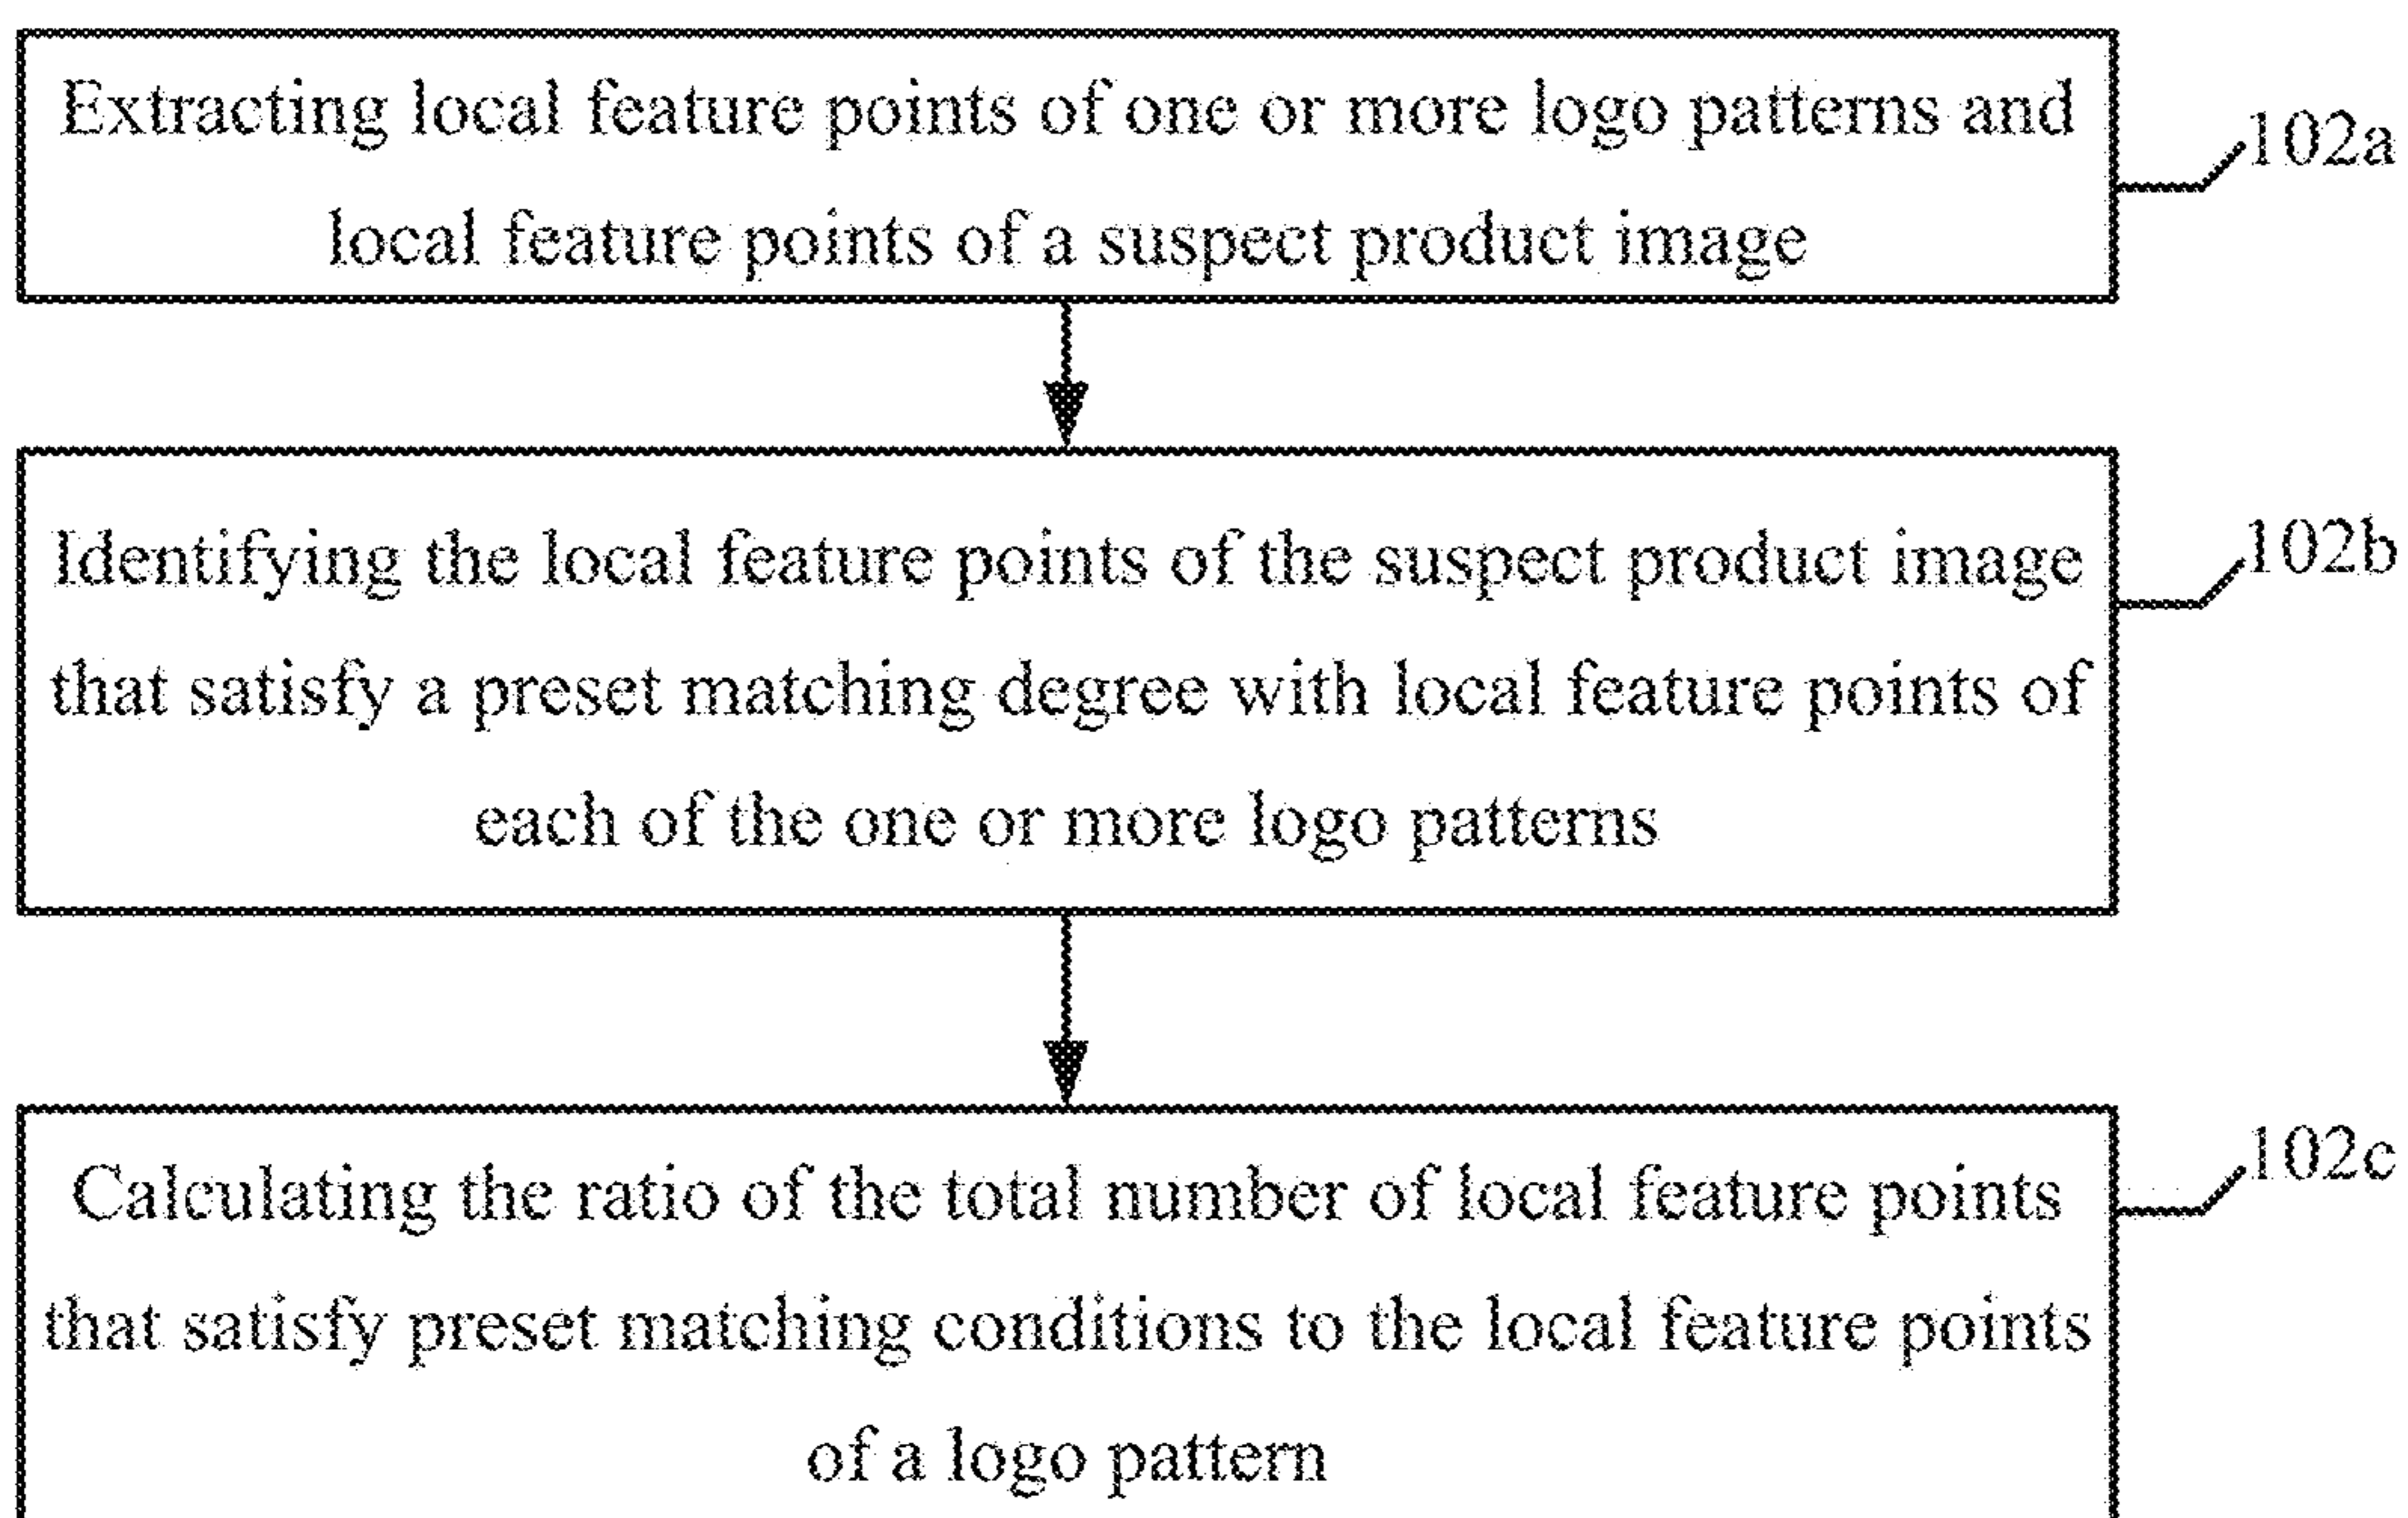 Extracting local feature points of one or more logo patterns and
local feature points of a suspect product image
102a
Identifying the local feature points of the suspect product image
that satisfy a preset matching degree with local feature points of
each of the one or more logo patterns
102b
Calculating the ratio of the total number of local feature points
that satisfy preset matching conditions to the local feature points
of a logo pattern
102c